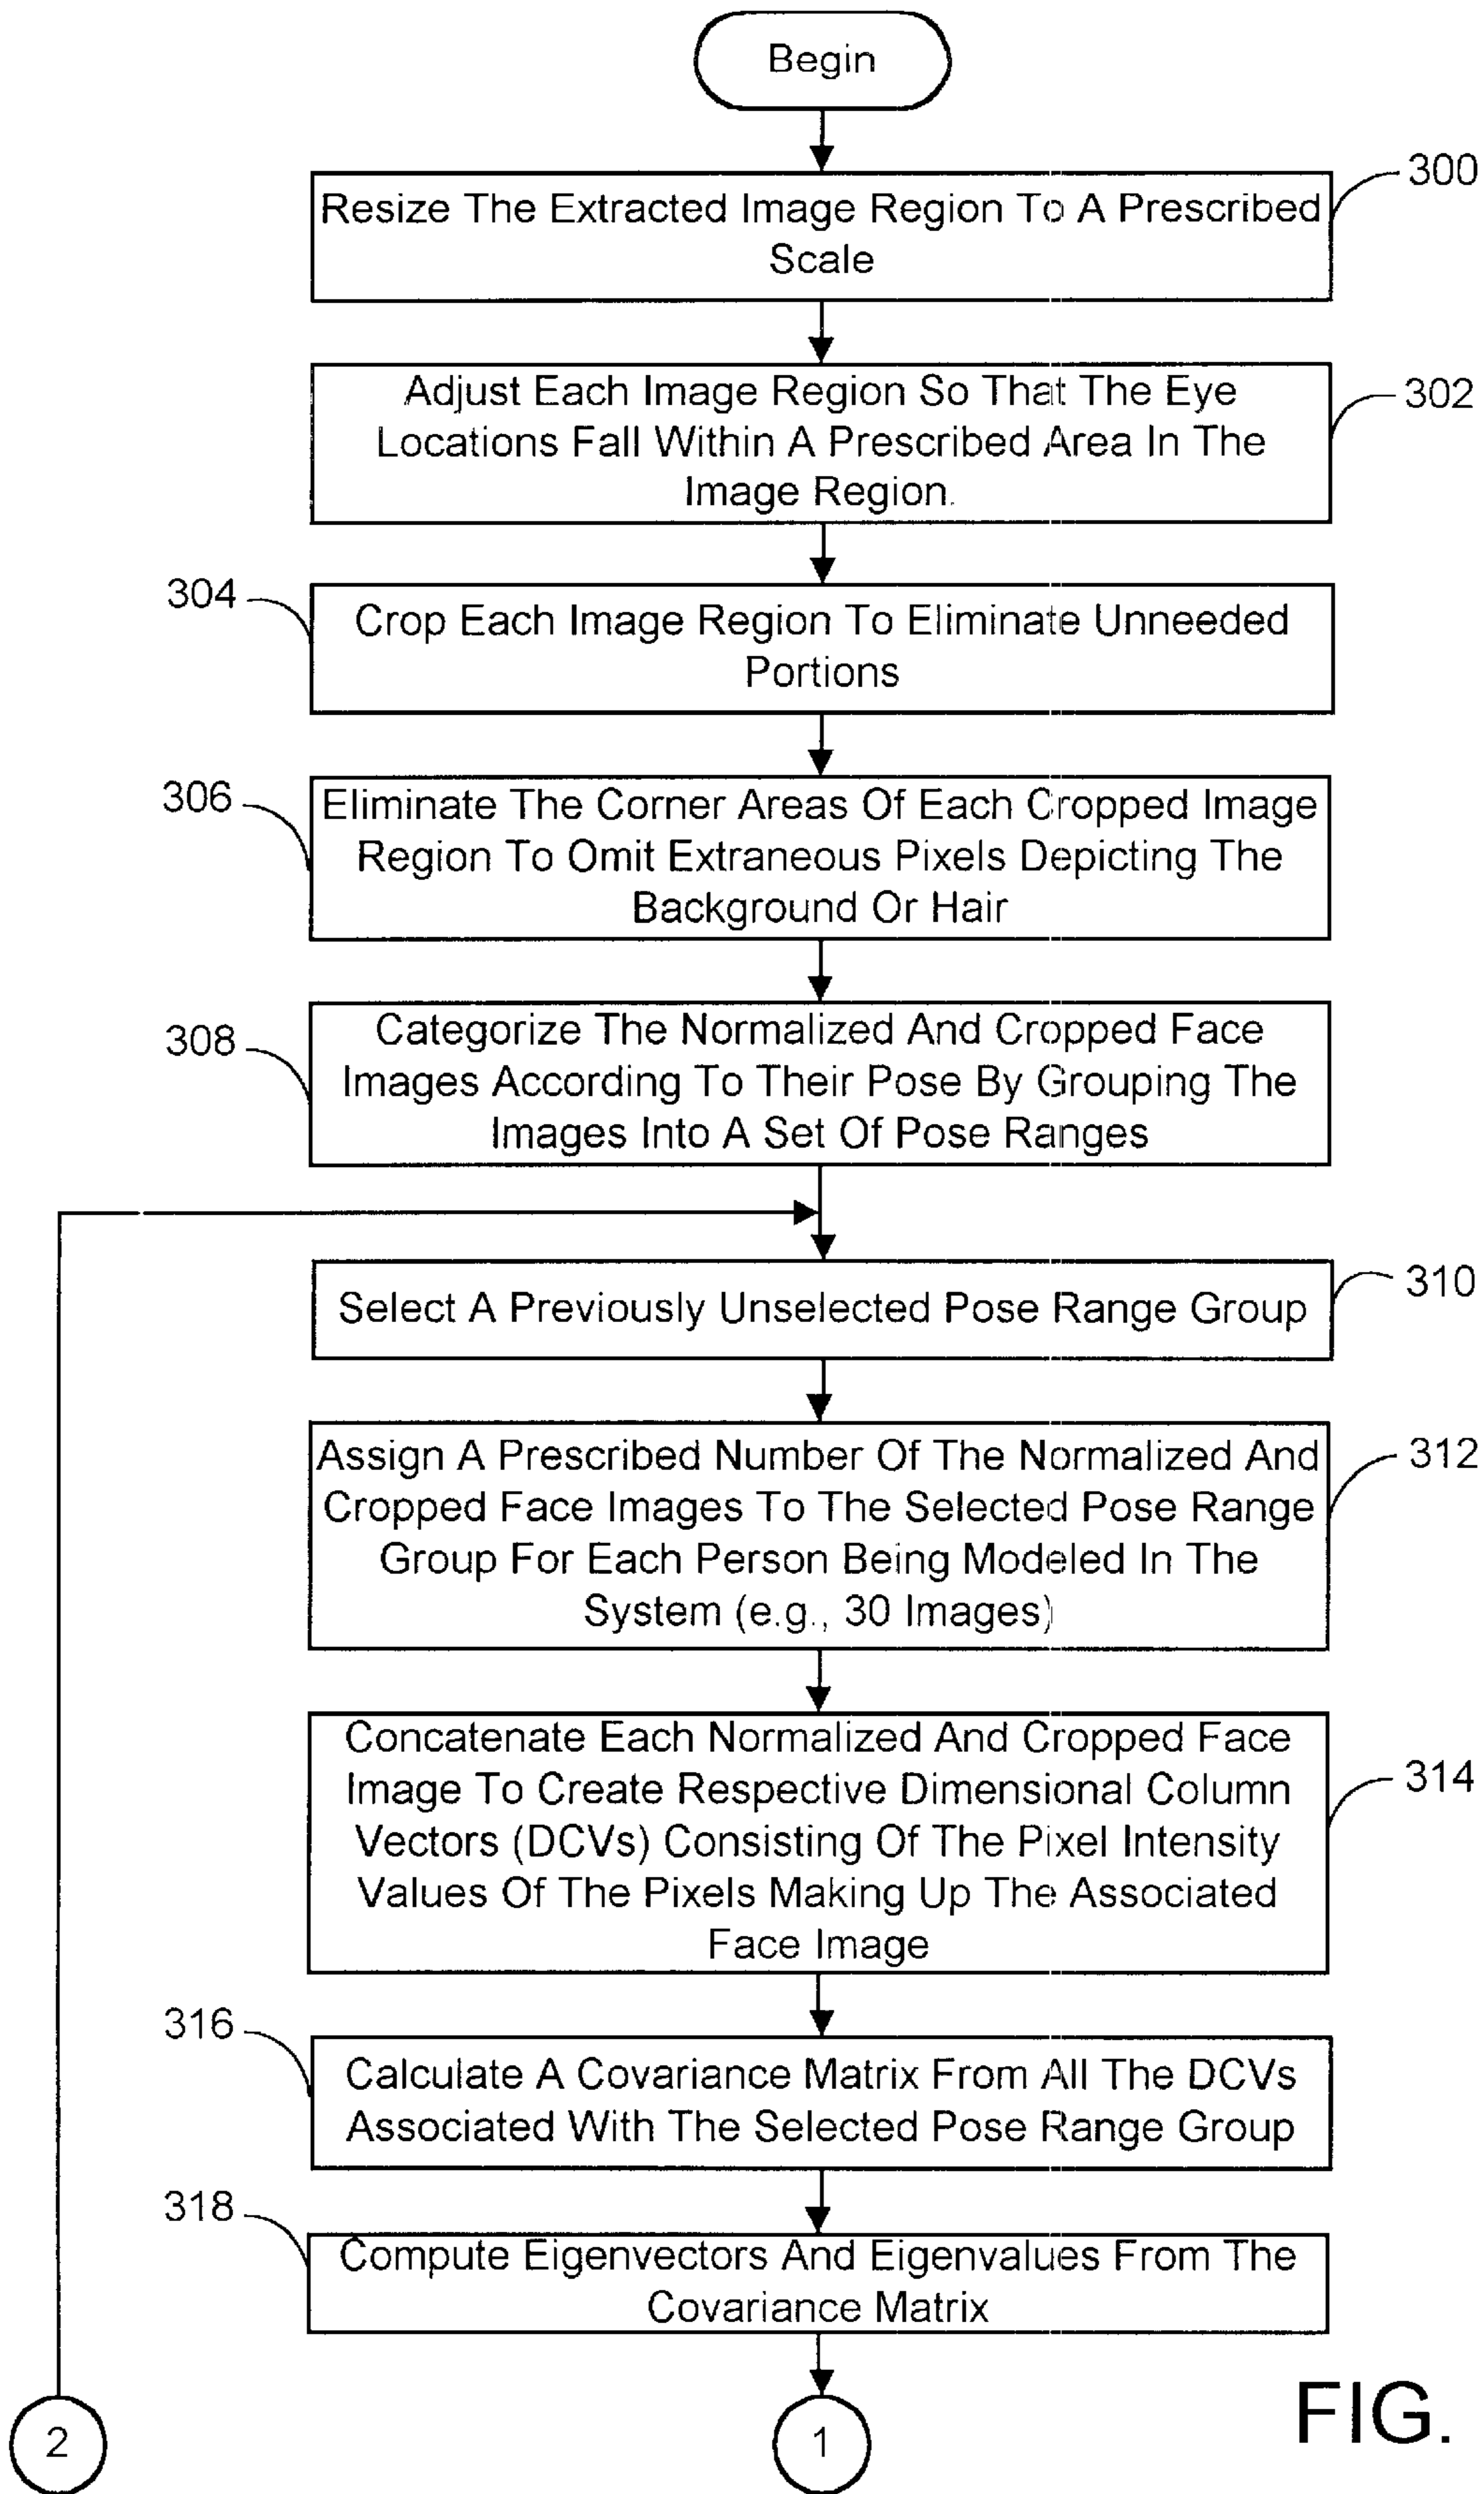 Begin
300
Resize The Extracted Image Region To A Prescribed
Scale
302
Adjust Each Image Region So That The Eye
Locations Fall Within A Prescribed Area In The
Image Region.
304
Crop Each Image Region To Eliminate Unneeded
Portions
306
Eliminate The Corner Areas Of Each Cropped Image
Region To Omit Extraneous Pixels Depicting The
Background Or Hair
308
Categorize The Normalized And Cropped Face
Images According To Their Pose By Grouping The
Images Into A Set Of Pose Ranges
310
Select A Previously Unselected Pose Range Group
312
Assign A Prescribed Number Of The Normalized And
Cropped Face Images To The Selected Pose Range
Group For Each Person Being Modeled In The
System (e.g., 30 Images)
314
Concatenate Each Normalized And Cropped Face
Image To Create Respective Dimensional Column
Vectors (DCVs) Consisting Of The Pixel Intensity
Values Of The Pixels Making Up The Associated
Face Image
316
Calculate A Covariance Matrix From All The DCVs
Associated With The Selected Pose Range Group
318
Compute Eigenvectors And Eigenvalues From The
Covariance Matrix
2
1
FIG.